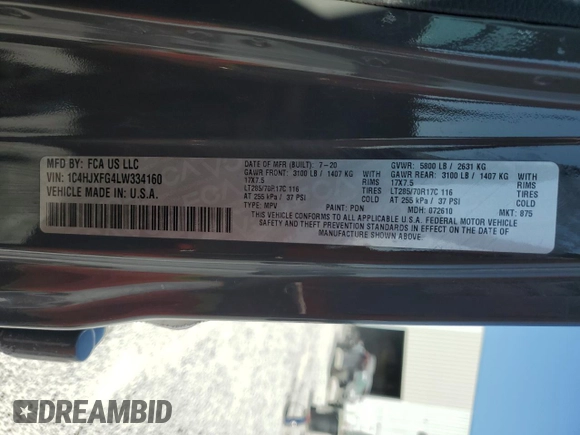 MFD BY: FCA US LLC
VIN: 1C4HJXFG4LW334160
VEHICLE MADE IN U.S.A.
DATE OF MFR (BUILT): 7-20
GVWR: 5800 LB / 2631 KG
GAWR FRONT: 3100 LB / 1407 KG
GAWR REAR: 3100 LB / 1407 KG
17X7.5
17X7.5
TIRES
TIRES
LT285/70R17C 116
LT285/70R17C 116
COLD
COLD
AT 255 kPa / 37 PSI
AT 255 kPa / 37 PSI
TYPE: MPV
PAINT: PDN
MDH: 072610
MKT: 875
THIS VEHICLE CONFORMS TO ALL APPLICABLE U.S.A. FEDERAL MOTOR VEHICLE
SAFETY AND THEFT PREVENTION STANDARDS IN EFFECT ON THE DATE OF
MANUFACTURE SHOWN ABOVE.
DREAMBID